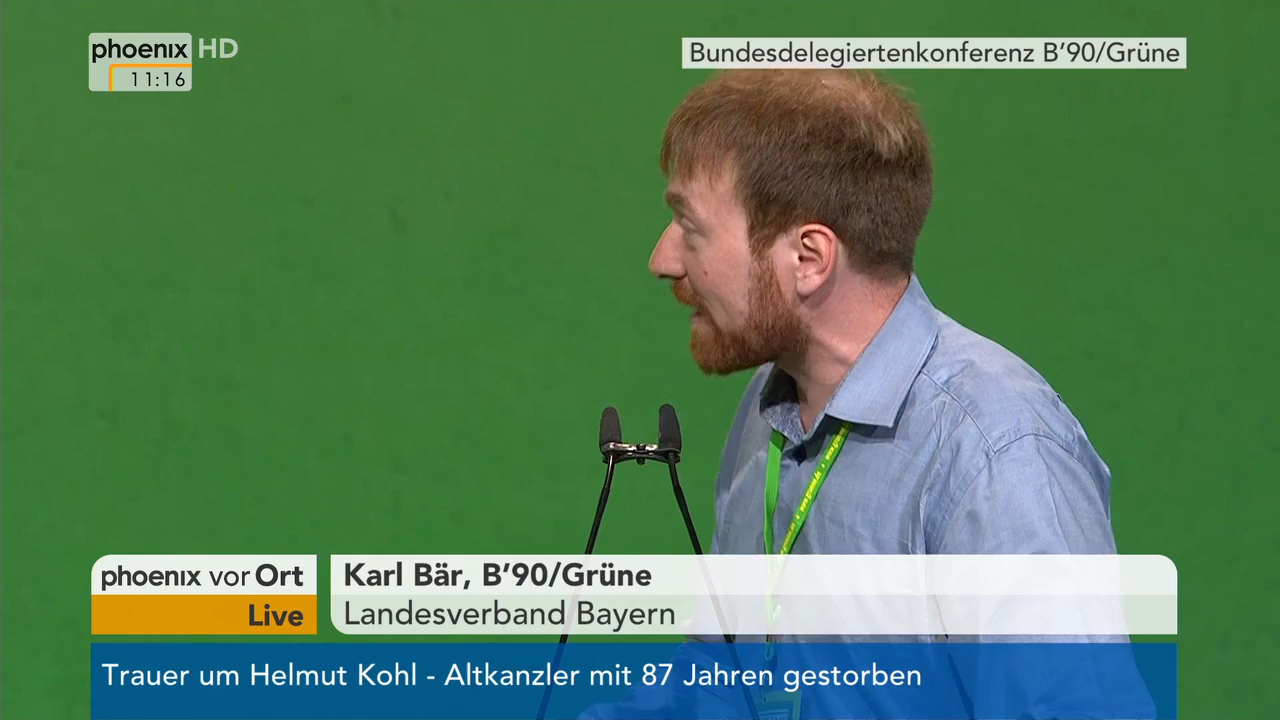 phoenix HD
11:16
Bundesdelegiertenkonferenz B'90/Grüne
phoenix vor Ort
Live
Karl Bär, B'90/Grüne
Landesverband Bayern
Trauer um Helmut Kohl - Altkanzler mit 87 Jahren gestorben